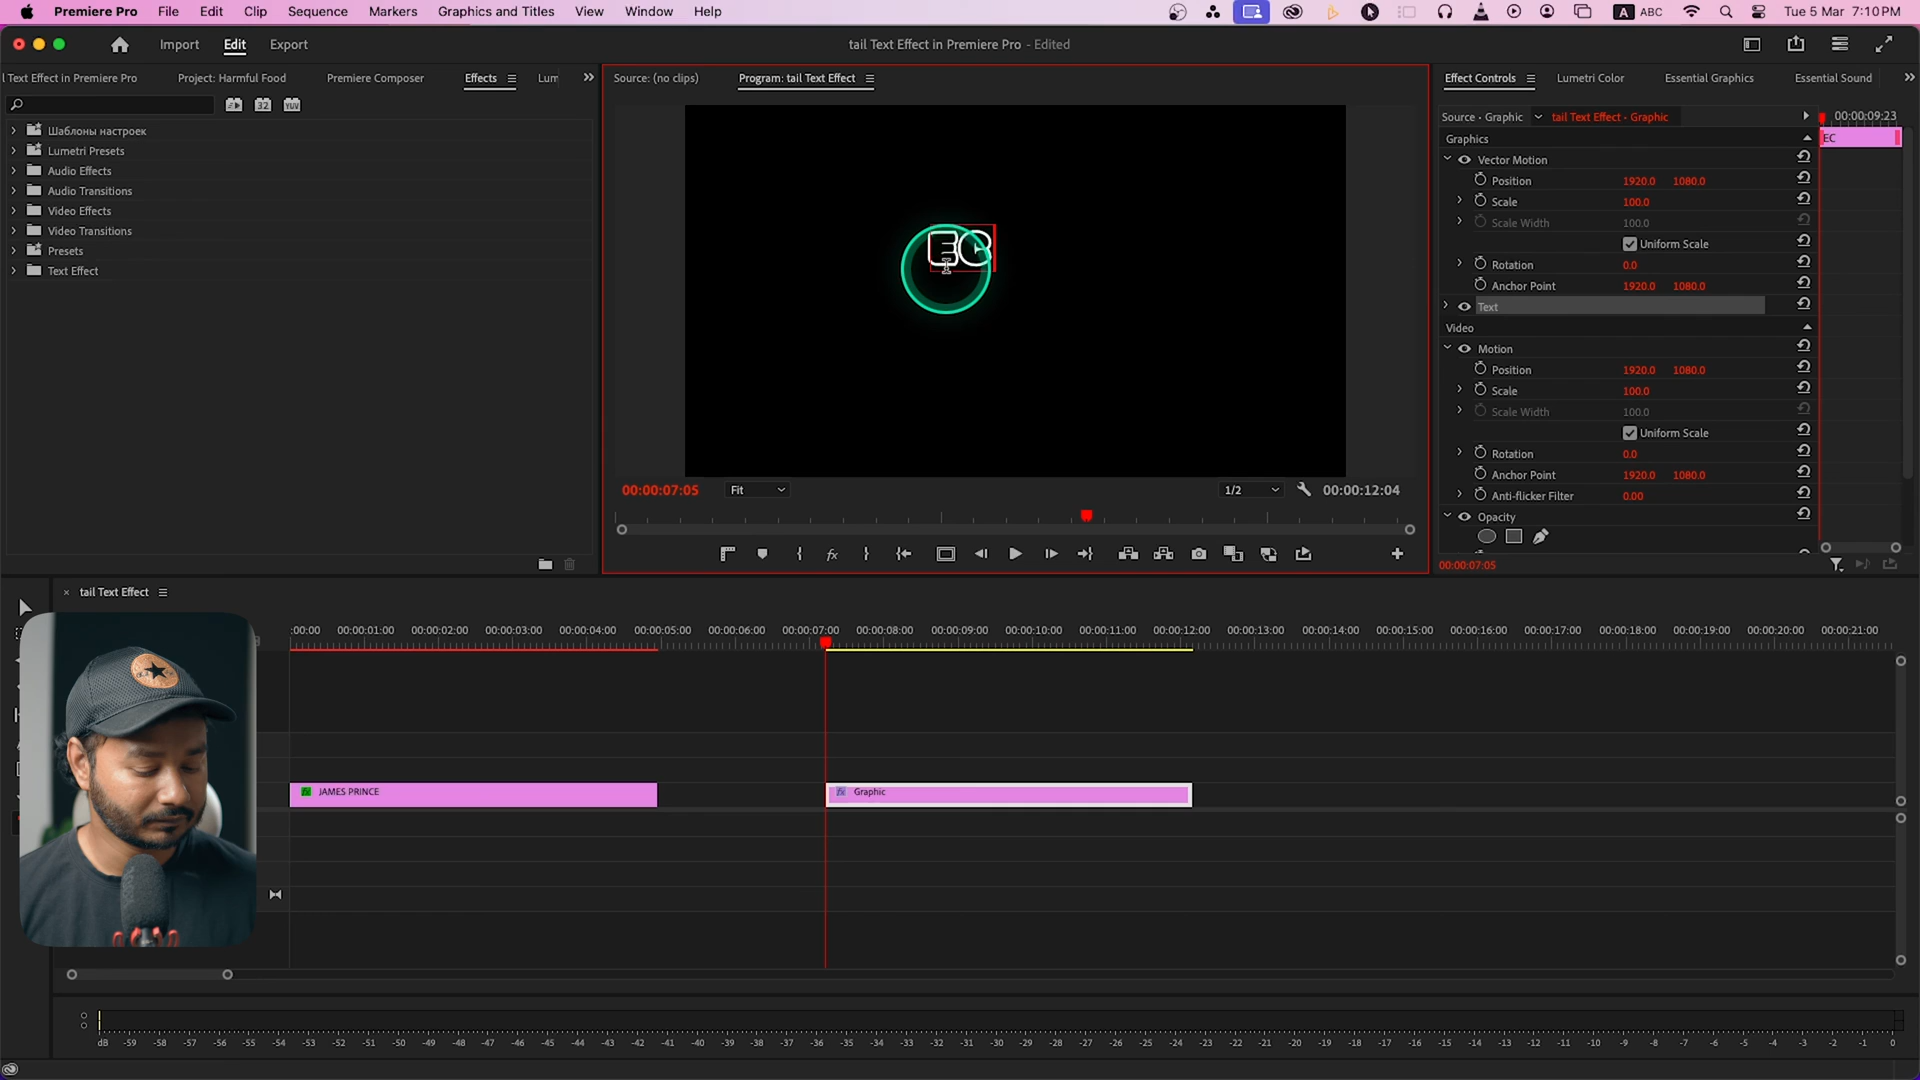 Premiere Pro File Edit Clip Sequence Markers Graphics and Titles View Window Help A ABC Tue 5 Mar 7:10 PM
Import Edit Export tail Text Effect in Premiere Pro - Edited
l Text Effect in Premiere Pro Project: Harmful Food Premiere Composer Effects Lum
32 YUV
Шаблоны настроек
Lumetri Presets
Audio Effects
Audio Transitions
Video Effects
Video Transitions
Presets
Text Effect
Source: (no clips) Program: tail Text Effect
EC
00:00:07:05 Fit 1/2 00:00:12:04
fx
Effect Controls Lumetri Color Essential Graphics Essential Sound
Source • Graphic tail Text Effect • Graphic 00:00:09:23
Graphics EC
Vector Motion
Position 1920.0 1080.0
Scale 100.0
Scale Width 100.0
Uniform Scale
Rotation 0.0
Anchor Point 1920.0 1080.0
Text
Video
Motion
Position 1920.0 1080.0
Scale 100.0
Scale Width 100.0
Uniform Scale
Rotation 0.0
Anchor Point 1920.0 1080.0
Anti-flicker Filter 0.00
Opacity
00:00:07:05
tail Text Effect
:00:00 00:00:01:00 00:00:02:00 00:00:03:00 00:00:04:00 00:00:05:00 00:00:06:00 00:00:07:00 00:00:08:00 00:00:09:00 00:00:10:00 00:00:11:00 00:00:12:00 00:00:13:00 00:00:14:00 00:00:15:00 00:00:16:00 00:00:17:00 00:00:18:00 00:00:19:00 00:00:20:00 00:00:21:00
fx JAMES PRINCE fx Graphic
dB -59 -57 -56 -55 -54 -53 -52 -51 -50 -49 -48 -47 -46 -45 -44 -43 -42 -41 -40 -39 -38 -37 -36 -35 -34 -33 -32 -31 -30 -29 -28 -27 -26 -25 -24 -23 -22 -21 -20 -19 -18 -17 -16 -15 -14 -13 -12 -11 -10 -9 -8 -7 -6 -5 -4 -3 -2 -1 0